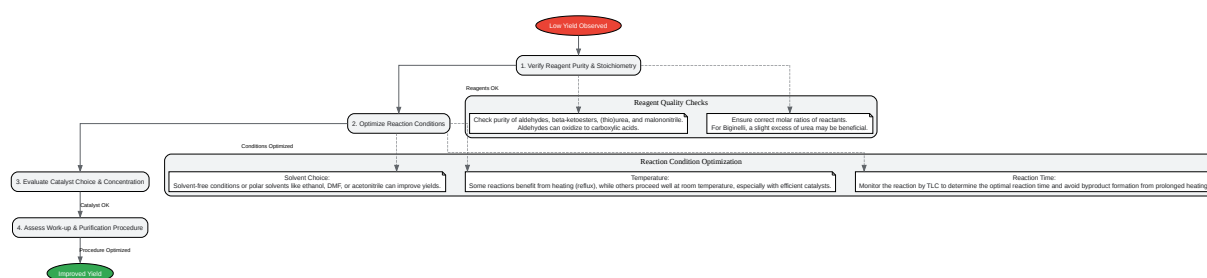 Low Yield Observed
1. Verify Reagent Purity & Stoichiometry
Reagents OK
Reagent Quality Checks
Check purity of aldehydes, beta-ketoesters, (thio)urea, and malononitrile.
Aldehydes can oxidize to carboxylic acids.
Ensure correct molar ratios of reactants.
For Biginelli, a slight excess of urea may be beneficial.
2. Optimize Reaction Conditions
Conditions Optimized
Reaction Condition Optimization
Solvent Choice:
Solvent-free conditions or polar solvents like ethanol, DMF, or acetonitrile can improve yields.
Temperature:
Some reactions benefit from heating (reflux), while others proceed well at room temperature, especially with efficient catalysts.
Reaction Time:
Monitor the reaction by TLC to determine the optimal reaction time and avoid byproduct formation from prolonged heating
3. Evaluate Catalyst Choice & Concentration
Catalyst OK
4. Assess Work-up & Purification Procedure
Procedure Optimized
Improved Yield